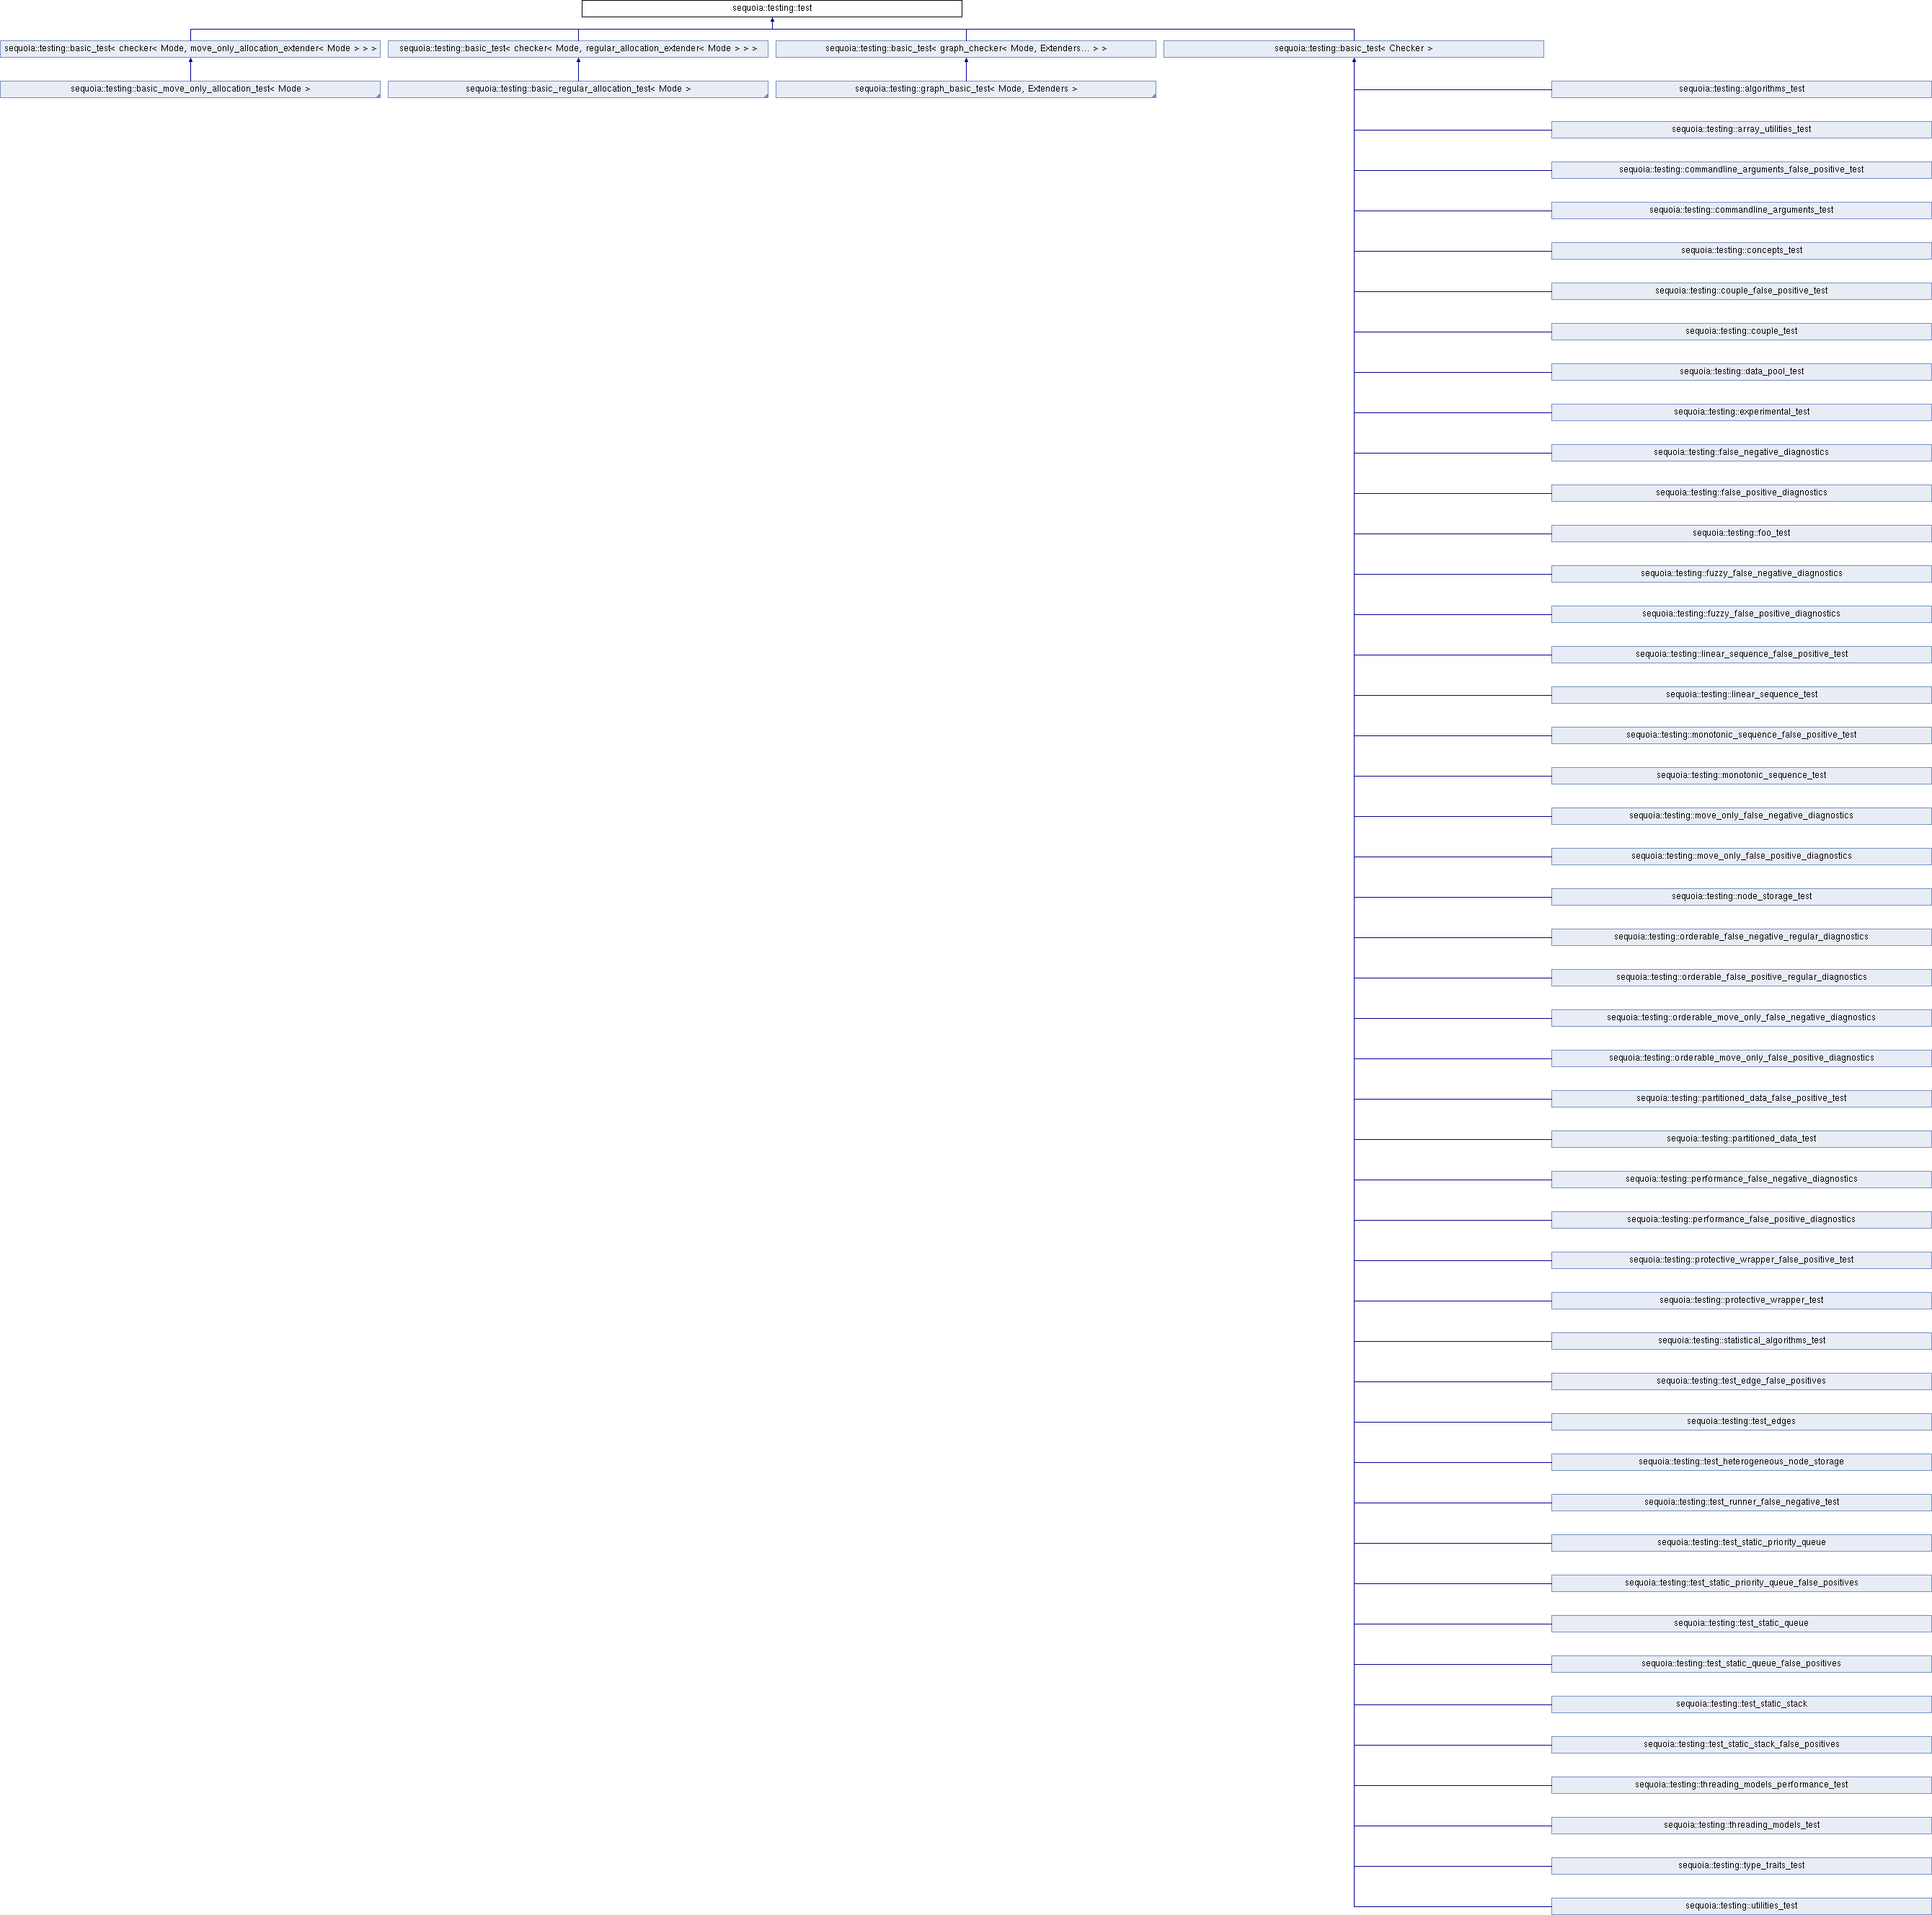 sequoia::testing::test
sequoia::testing::basic_test< checker< Mode, move_only_allocation_extender< Mode > > >
sequoia::testing::basic_test< checker< Mode, regular_allocation_extender< Mode > > >
sequoia::testing::basic_test< graph_checker< Mode, Extenders... > >
sequoia::testing::basic_test< Checker >
sequoia::testing::basic_move_only_allocation_test< Mode >
sequoia::testing::basic_regular_allocation_test< Mode >
sequoia::testing::graph_basic_test< Mode, Extenders >
sequoia::testing::algorithms_test
sequoia::testing::array_utilities_test
sequoia::testing::commandline_arguments_false_positive_test
sequoia::testing::commandline_arguments_test
sequoia::testing::concepts_test
sequoia::testing::couple_false_positive_test
sequoia::testing::couple_test
sequoia::testing::data_pool_test
sequoia::testing::experimental_test
sequoia::testing::false_negative_diagnostics
sequoia::testing::false_positive_diagnostics
sequoia::testing::foo_test
sequoia::testing::fuzzy_false_negative_diagnostics
sequoia::testing::fuzzy_false_positive_diagnostics
sequoia::testing::linear_sequence_false_positive_test
sequoia::testing::linear_sequence_test
sequoia::testing::monotonic_sequence_false_positive_test
sequoia::testing::monotonic_sequence_test
sequoia::testing::move_only_false_negative_diagnostics
sequoia::testing::move_only_false_positive_diagnostics
sequoia::testing::node_storage_test
sequoia::testing::orderable_false_negative_regular_diagnostics
sequoia::testing::orderable_false_positive_regular_diagnostics
sequoia::testing::orderable_move_only_false_negative_diagnostics
sequoia::testing::orderable_move_only_false_positive_diagnostics
sequoia::testing::partitioned_data_false_positive_test
sequoia::testing::partitioned_data_test
sequoia::testing::performance_false_negative_diagnostics
sequoia::testing::performance_false_positive_diagnostics
sequoia::testing::protective_wrapper_false_positive_test
sequoia::testing::protective_wrapper_test
sequoia::testing::statistical_algorithms_test
sequoia::testing::test_edge_false_positives
sequoia::testing::test_edges
sequoia::testing::test_heterogeneous_node_storage
sequoia::testing::test_runner_false_negative_test
sequoia::testing::test_static_priority_queue
sequoia::testing::test_static_priority_queue_false_positives
sequoia::testing::test_static_queue
sequoia::testing::test_static_queue_false_positives
sequoia::testing::test_static_stack
sequoia::testing::test_static_stack_false_positives
sequoia::testing::threading_models_performance_test
sequoia::testing::threading_models_test
sequoia::testing::type_traits_test
sequoia::testing::utilities_test